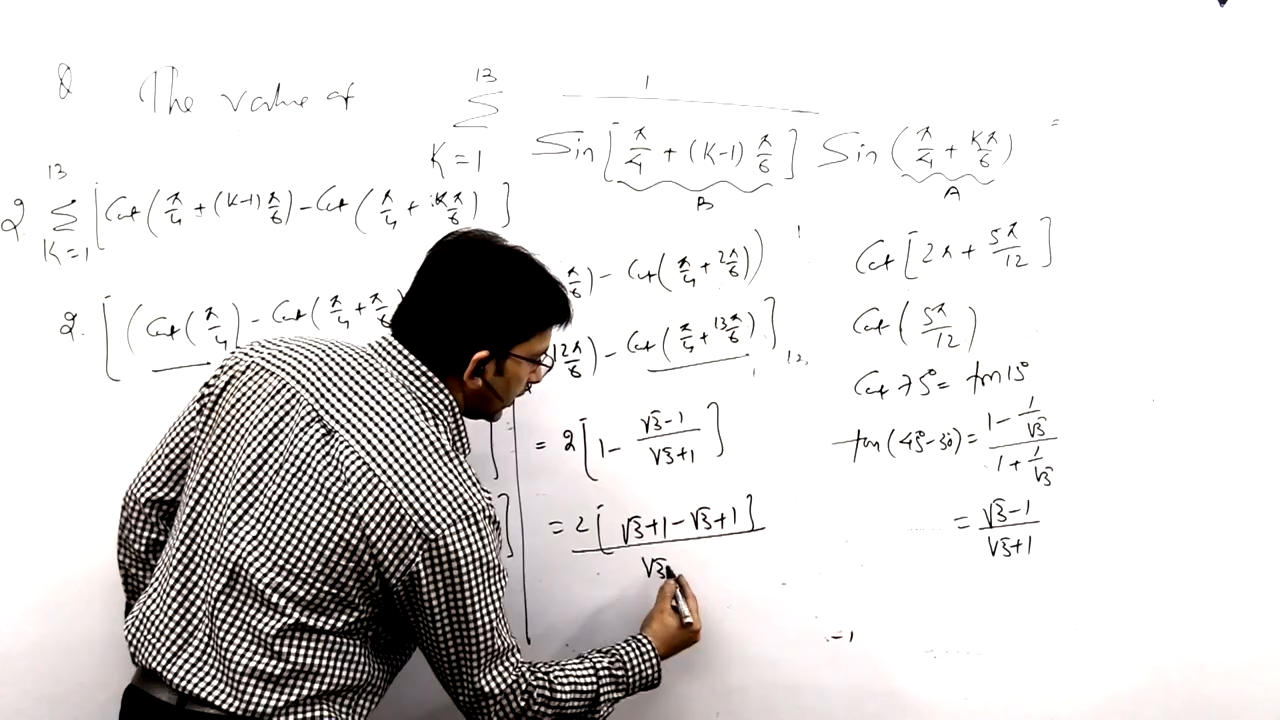 Q The value of 13 Σ K=1 1 / Sin[π/4 + (K-1) π/6] Sin(π/4 + Kπ/6) =
B A
2 13 Σ K=1 [Cot(π/4 + (K-1)π/6) - Cot(π/4 + Kπ/6)]
2. [(Cot(π/4) - Cot(π/4 + π/6
π/6) - Cot(π/4 + 2π/6))
12π/6) - Cot(π/4 + 13π/6)]
= 2[1 - √3-1 / √3+1]
= 2[√3+1-√3+1] / √3
Cot[2π + 5π/12]
Cot(5π/12)
Cot 75° = tan 15°
tan(45-30) = 1 - 1/√3 / 1 + 1/√3
= √3-1 / √3+1